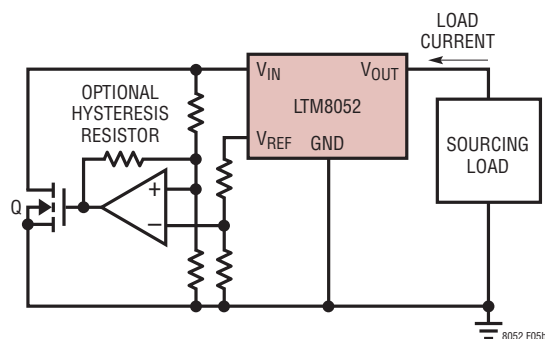 LOAD
CURRENT
VIN
VOUT
OPTIONAL
HYSTERESIS
RESISTOR
LTM8052
VREF
GND
SOURCING
LOAD
Q
+
−
8052 F05b